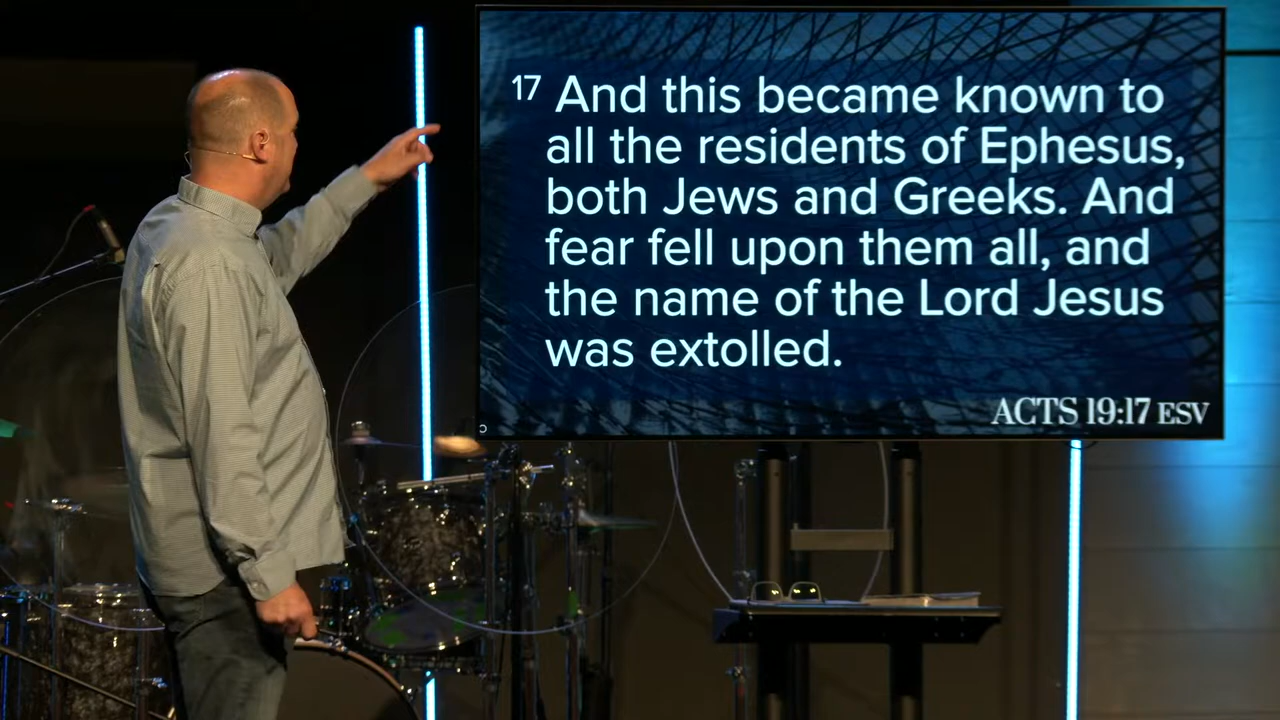 17 And this became known to
all the residents of Ephesus,
both Jews and Greeks. And
fear fell upon them all, and
the name of the Lord Jesus
was extolled.
ACTS 19:17 ESV